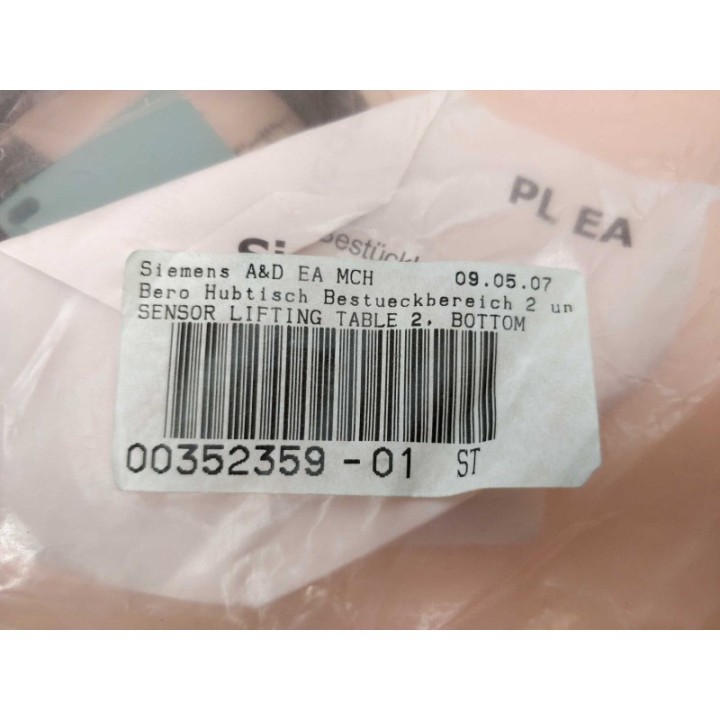 PL EA
Siemens A&D EA MCH 09.05.07
Bero Hubtisch Bestueckbereich 2 un
SENSOR LIFTING TABLE 2, BOTTOM
00352359 -01 ST